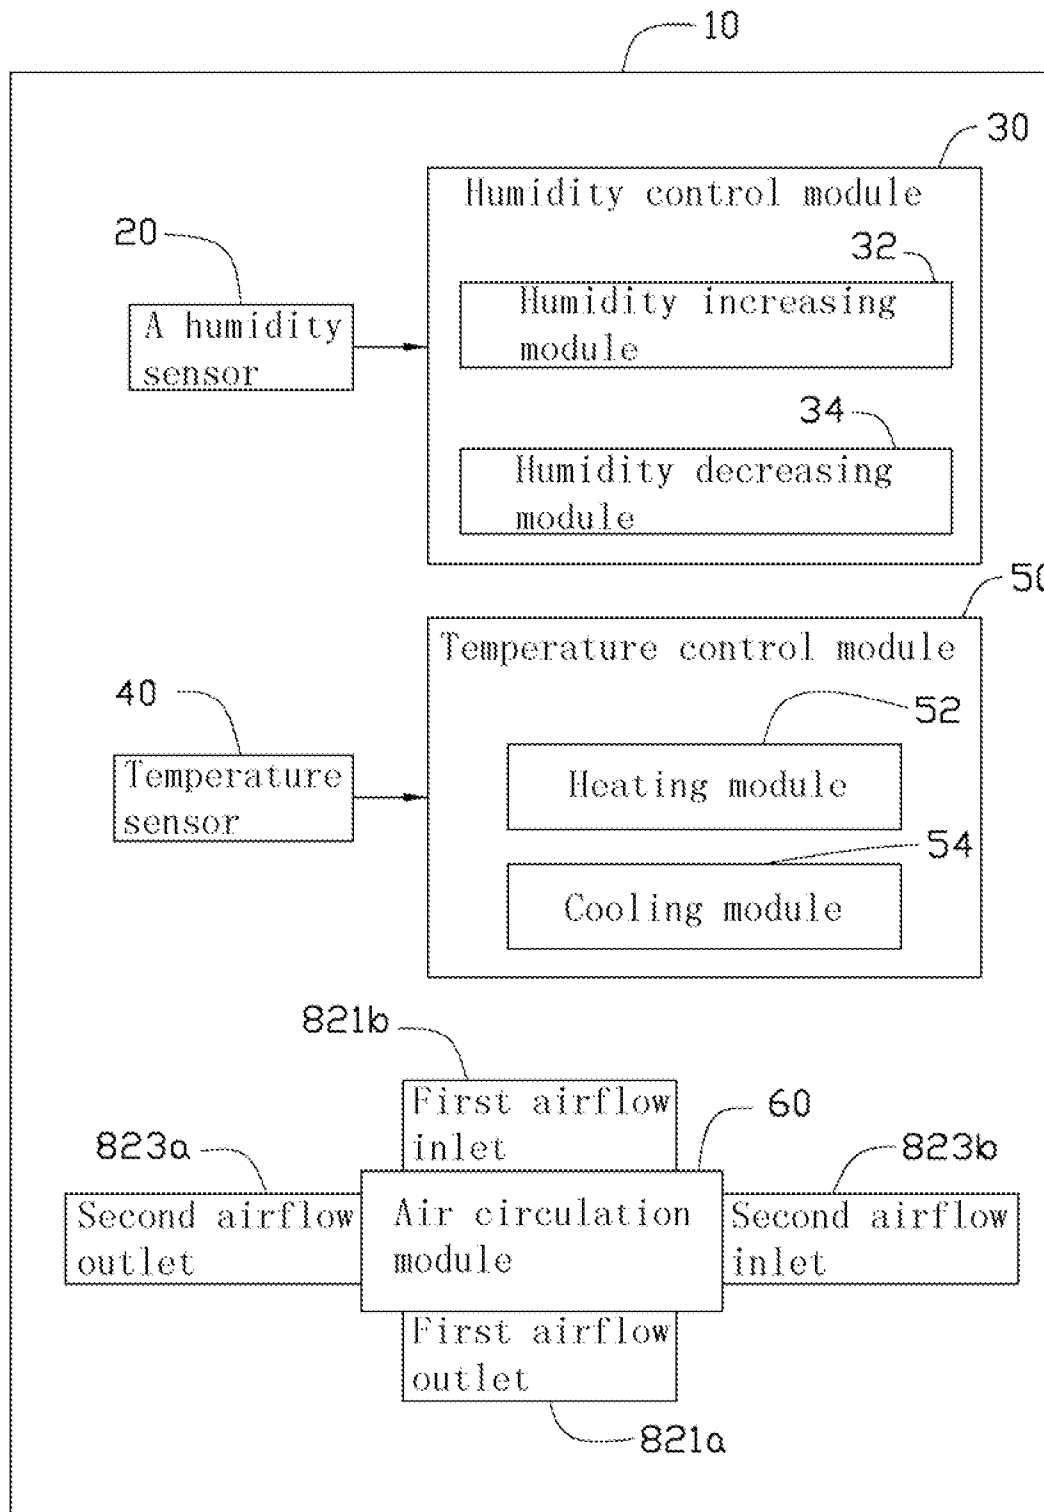 10
30
Humidity control module
20
32
A humidity
sensor
Humidity increasing
module
34
Humidity decreasing
module
50
Temperature control module
40
52
Temperature
sensor
Heating module
54
Cooling module
821b
First airflow
inlet
60
823a
823b
Second airflow
outlet
Air circulation
module
Second airflow
inlet
First airflow
outlet
821a